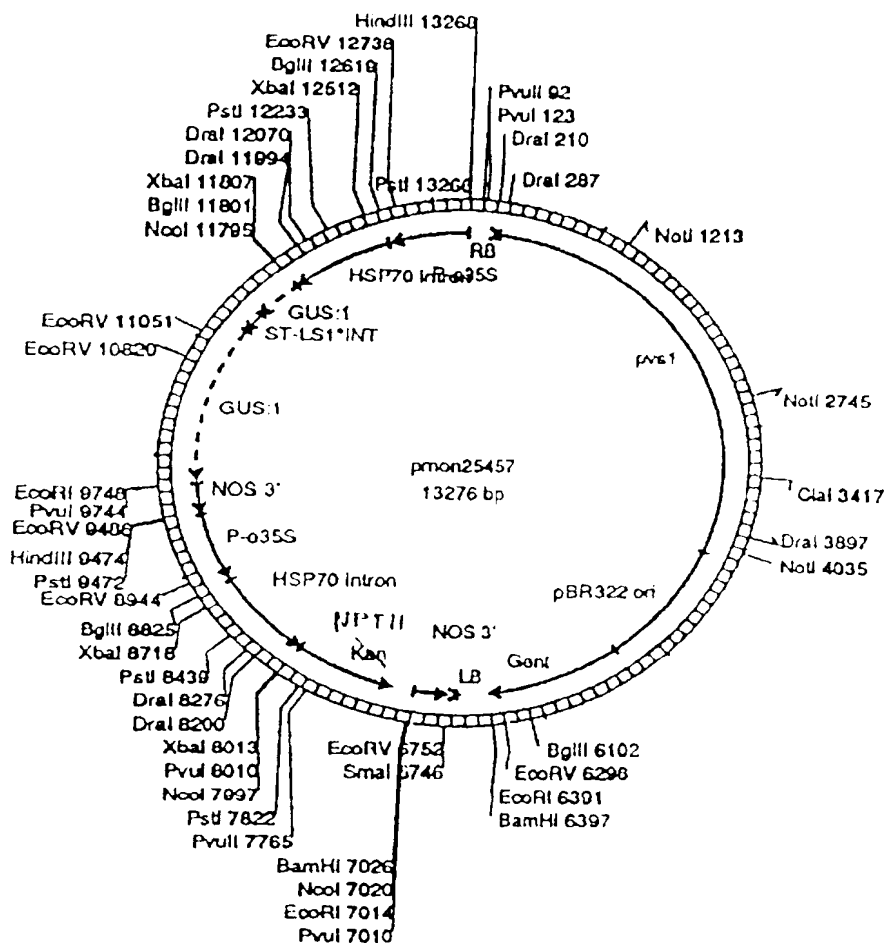 HindIII 13268
EcoRV 12738
BglII 12619
XbaI 12512
PstI 12233
DraI 12070
DraI 11994
XbaI 11807
BglII 11801
NcoI 11795
PstI 13266
PvuII 92
PvuI 123
DraI 210
DraI 287
NotI 1213
RB
HSP70 Intron
P-e35S
GUS:1
ST-LS1*INT
EcoRV 11051
EcoRV 10820
pvs1
GUS:1
NotI 2745
pmon25457
13276 bp
ClaI 3417
EcoRI 9748
PvuI 9744
EcoRV 9486
HindIII 9474
PstI 9472
EcoRV 8944
NOS 3'
P-e35S
DraI 3897
NotI 4035
HSP70 Intron
pBR322 ori
BglII 8825
XbaI 8718
PstI 8439
DraI 8276
DraI 8200
NPTII
Kan
NOS 3'
LB
Gent
XbaI 8013
PvuI 8010
NcoI 7997
PstI 7822
PvuII 7765
EcoRV 6752
SmaI 6746
BglII 6102
EcoRV 6298
EcoRI 6391
BamHI 6397
BamHI 7026
NcoI 7020
EcoRI 7014
PvuI 7010